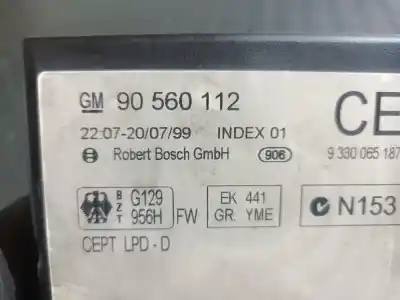 GM 90 560 112
22:07-20/07/99 INDEX 01
Robert Bosch GmbH 906
CE
9 330 065 187
BZT G129 956H FW
EK 441
GR. YME
N153
CEPT LPD - D